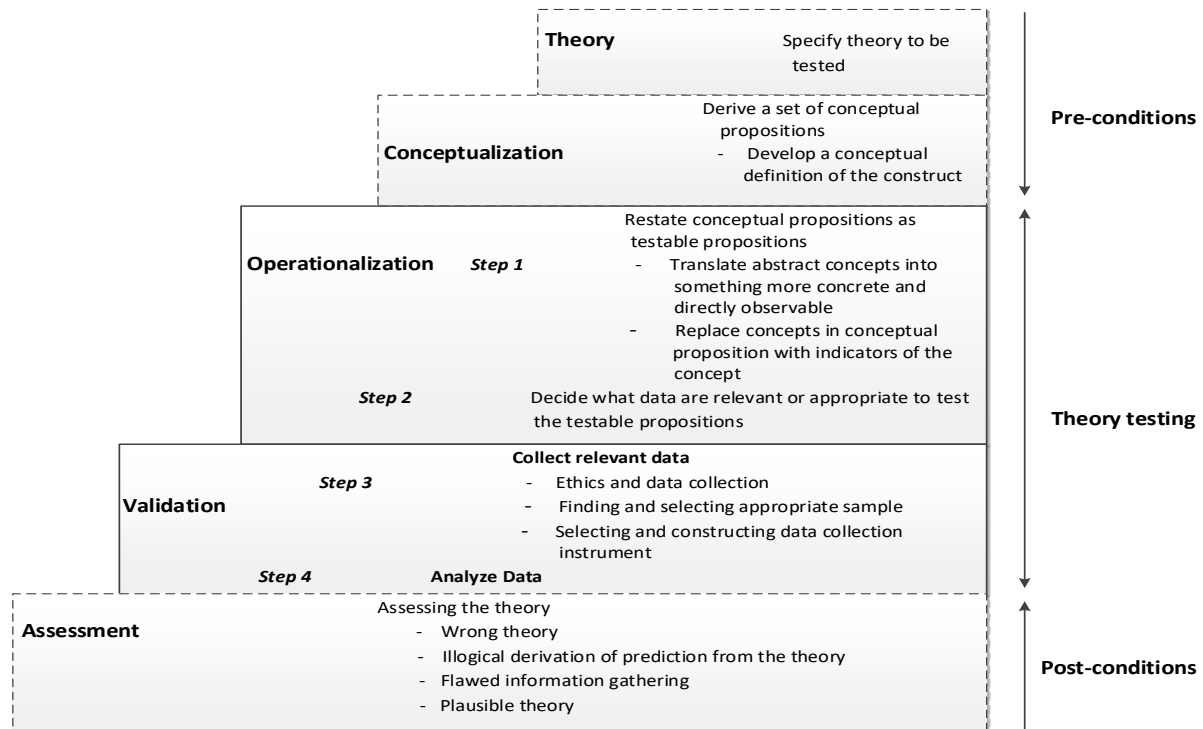 Theory
Specify theory to be
tested
Pre-conditions
Conceptualization
Derive a set of conceptual
propositions
- Develop a conceptual
definition of the construct
Operationalization
Step 1
Restate conceptual propositions as
testable propositions
- Translate abstract concepts into
something more concrete and
directly observable
- Replace concepts in conceptual
proposition with indicators of the
concept
Step 2
Decide what data are relevant or appropriate to test
the testable propositions
Theory testing
Validation
Step 3
Collect relevant data
- Ethics and data collection
- Finding and selecting appropriate sample
- Selecting and constructing data collection
instrument
Step 4
Analyze Data
Assessment
Assessing the theory
- Wrong theory
- Illogical derivation of prediction from the theory
- Flawed information gathering
- Plausible theory
Post-conditions